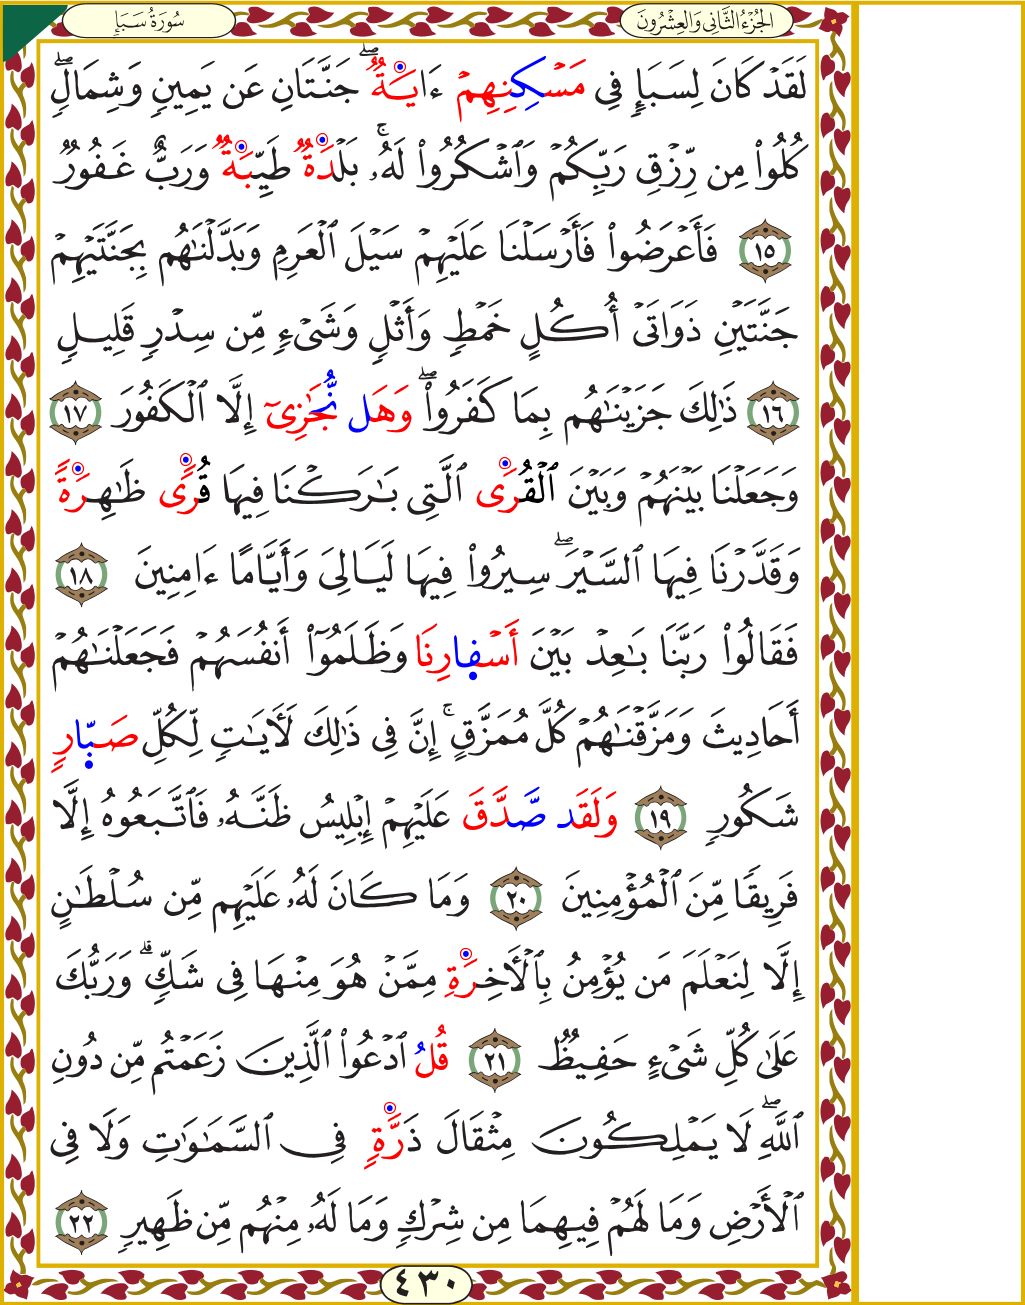 الجُزْءُ الثَّانِي وَالعِشْرُونَ
سُورَةُ سَبَإٍ
لَقَدْ كَانَ لِسَبَإٍ فِي مَسْكِنِهِمْ ءَايَةٌۖ جَنَّتَانِ عَن يَمِينٍ وَشِمَالٍۖ
كُلُوا۟ مِن رِّزْقِ رَبِّكُمْ وَٱشْكُرُوا۟ لَهُۥۚ بَلْدَةٌ طَيِّبَةٌ وَرَبٌّ غَفُورٌ
١٥ فَأَعْرَضُوا۟ فَأَرْسَلْنَا عَلَيْهِمْ سَيْلَ ٱلْعَرِمِ وَبَدَّلْنَٰهُم بِجَنَّتَيْهِمْ
جَنَّتَيْنِ ذَوَاتَىْ أُكُلٍ خَمْطٍ وَأَثْلٍ وَشَىْءٍ مِّن سِدْرٍ قَلِيلٍ
١٦ ذَٰلِكَ جَزَيْنَٰهُم بِمَا كَفَرُوا۟ۖ وَهَل نُّجَٰزِىٓ إِلَّا ٱلْكَفُورَ ١٧
وَجَعَلْنَا بَيْنَهُمْ وَبَيْنَ ٱلْقُرَى ٱلَّتِى بَٰرَكْنَا فِيهَا قُرًى ظَٰهِرَةً
وَقَدَّرْنَا فِيهَا ٱلسَّيْرَۖ سِيرُوا۟ فِيهَا لَيَالِىَ وَأَيَّامًا ءَامِنِينَ ١٨
فَقَالُوا۟ رَبَّنَا بَٰعِدْ بَيْنَ أَسْفَارِنَا وَظَلَمُوٓا۟ أَنفُسَهُمْ فَجَعَلْنَٰهُمْ
أَحَادِيثَ وَمَزَّقْنَٰهُمْ كُلَّ مُمَزَّقٍۚ إِنَّ فِى ذَٰلِكَ لَأَيَٰتٍ لِّكُلِّ صَبَّارٍ
شَكُورٍ ١٩ وَلَقَد صَّدَّقَ عَلَيْهِمْ إِبْلِيسُ ظَنَّهُۥ فَٱتَّبَعُوهُ إِلَّا
فَرِيقًا مِّنَ ٱلْمُؤْمِنِينَ ٢٠ وَمَا كَانَ لَهُۥ عَلَيْهِم مِّن سُلْطَٰنٍ
إِلَّا لِنَعْلَمَ مَن يُؤْمِنُ بِٱلْأَخِرَةِ مِمَّنْ هُوَ مِنْهَا فِى شَكٍّۗ وَرَبُّكَ
عَلَىٰ كُلِّ شَىْءٍ حَفِيظٌ ٢١ قُلُ ٱدْعُوا۟ ٱلَّذِينَ زَعَمْتُم مِّن دُونِ
ٱللَّهِۖ لَا يَمْلِكُونَ مِثْقَالَ ذَرَّةٍ فِى ٱلسَّمَٰوَٰتِ وَلَا فِى
ٱلْأَرْضِ وَمَا لَهُمْ فِيهِمَا مِن شِرْكٍ وَمَا لَهُۥ مِنْهُم مِّن ظَهِيرٍ ٢٢
٤٣٠